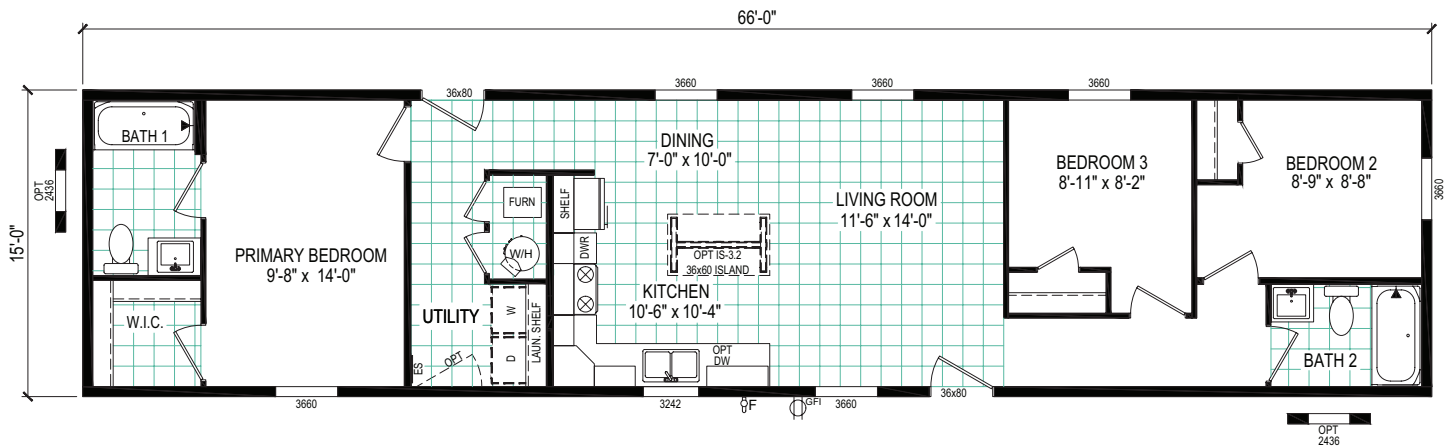 66'-0"
15'-0"
36x80
3660
3660
3660
BATH 1
OPT
2436
PRIMARY BEDROOM
9'-8" x 14'-0"
W.I.C.
3660
UTILITY
FURN
W/H
W
D
LAUN. SHELF
ES
OPT
SHELF
DWR
DINING
7'-0" x 10'-0"
OPT IS-3.2
36x60 ISLAND
KITCHEN
10'-6" x 10'-4"
OPT
DW
3242
F
GFI
3660
LIVING ROOM
11'-6" x 14'-0"
36x80
BEDROOM 3
8'-11" x 8'-2"
BEDROOM 2
8'-9" x 8'-8"
3660
BATH 2
OPT
2436